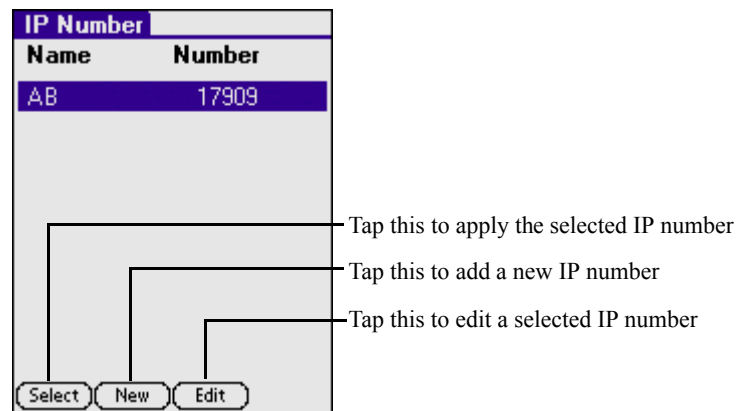 IP Number
Name Number
AB 17909
Tap this to apply the selected IP number
Tap this to add a new IP number
Tap this to edit a selected IP number
Select New Edit